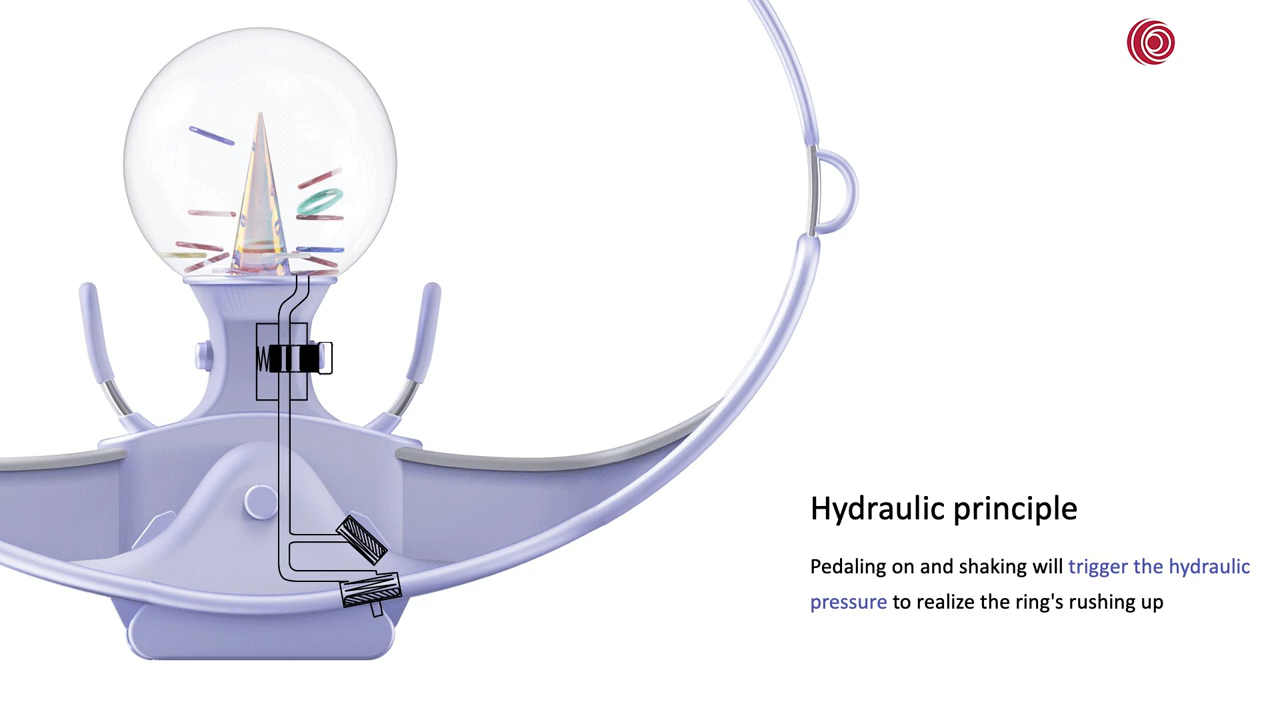 Hydraulic principle
Pedaling on and shaking will trigger the hydraulic
pressure to realize the ring's rushing up